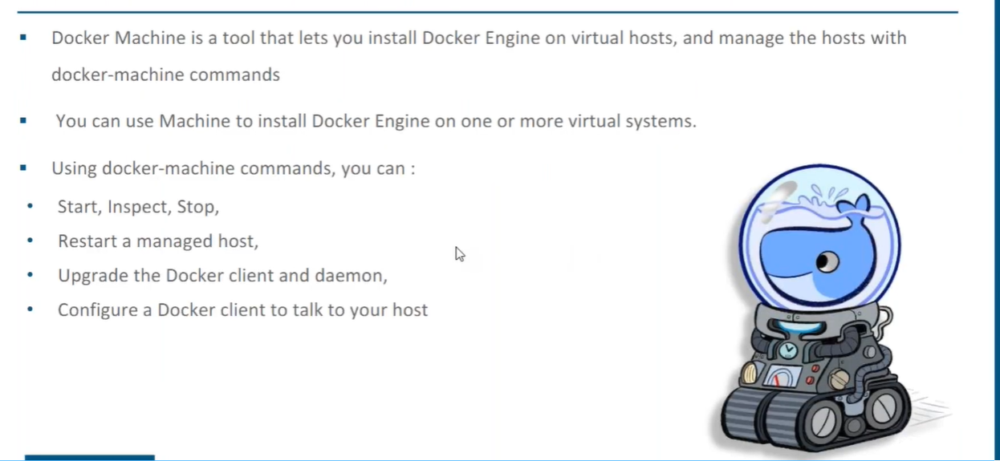 Docker Machine is a tool that lets you install Docker Engine on virtual hosts, and manage the hosts with
docker-machine commands
You can use Machine to install Docker Engine on one or more virtual systems.
Using docker-machine commands, you can :
Start, Inspect, Stop,
Restart a managed host,
Upgrade the Docker client and daemon,
Configure a Docker client to talk to your host